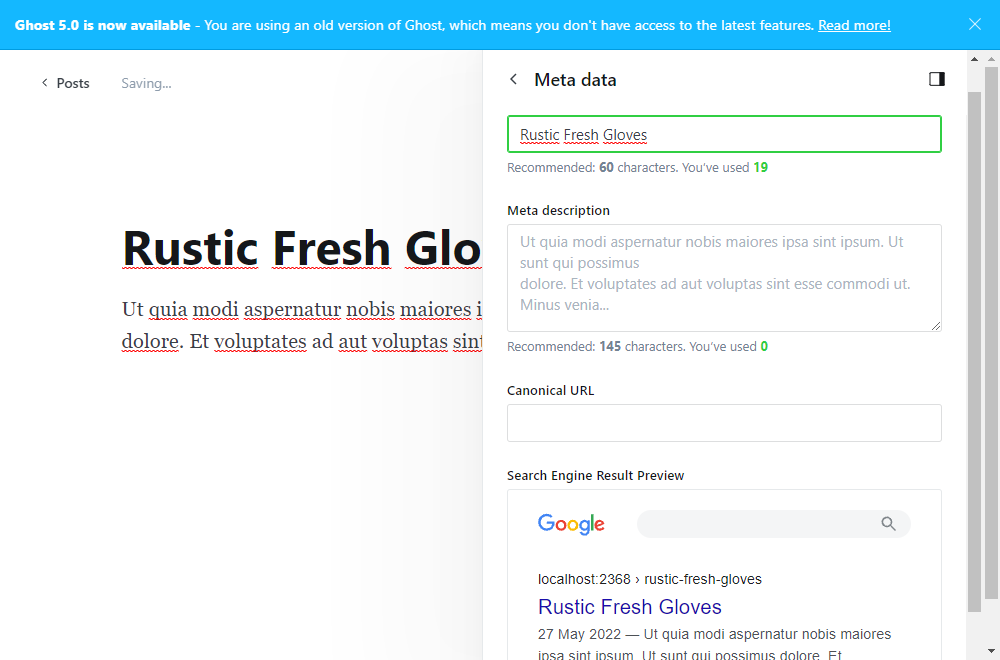 Ghost 5.0 is now available - You are using an old version of Ghost, which means you don't have access to the latest features. Read more!
Posts
Saving...
Rustic Fresh Glo
Ut quia modi aspernatur nobis maiores i
dolore. Et voluptates ad aut voluptas sint
Meta data
Rustic Fresh Gloves
Recommended: 60 characters. You've used 19
Meta description
Ut quia modi aspernatur nobis maiores ipsa sint ipsum. Ut
sunt qui possimus
dolore. Et voluptates ad aut voluptas sint esse commodi ut.
Minus venia...
Recommended: 145 characters. You've used 0
Canonical URL
Search Engine Result Preview
Google
localhost:2368 › rustic-fresh-gloves
Rustic Fresh Gloves
27 May 2022 — Ut quia modi aspernatur nobis maiores
ipsa sint ipsum. Ut sunt qui possimus dolore. Et